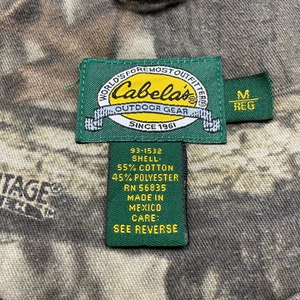 WORLD'S FOREMOST OUTFITTERS
Cabela's
OUTDOOR GEAR
SINCE 1961
M
REG
93-1532
SHELL-
55% COTTON
45% POLYESTER
RN 56835
MADE IN
MEXICO
CARE:
SEE REVERSE